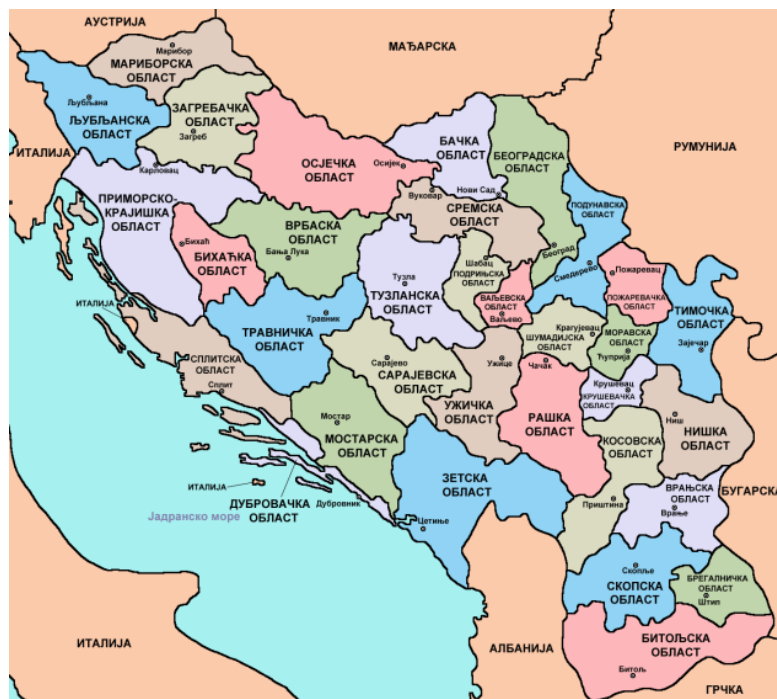 АУСТРИЈА
МАЂАРСКА
Марибор
МАРИБОРСКА
ОБЛАСТ
Љубљана
ЉУБЉАНСКА
ОБЛАСТ
ЗАГРЕБАЧКА
ОБЛАСТ
Загреб
ИТАЛИЈА
БАЧКА
ОБЛАСТ
БЕОГРАДСКА
ОБЛАСТ
РУМУНИЈА
ОСЈЕЧКА
ОБЛАСТ
Осијек
Карловац
Вуковар
Нови Сад
ПРИМОРСКО-
КРАЈИШКА
ОБЛАСТ
СРЕМСКА
ОБЛАСТ
ПОДУНАВСКА
ОБЛАСТ
ВРБАСКА
ОБЛАСТ
Бања Лука
Бихаћ
БИХАЋКА
ОБЛАСТ
Београд
Шабац
ПОДРИЊСКА
ОБЛАСТ
Смедерево
Пожаревац
ПОЖАРЕВАЧКА
ОБЛАСТ
Тузла
ТУЗЛАНСКА
ОБЛАСТ
ВАЉЕВСКА
ОБЛАСТ
Ваљево
ТИМОЧКА
ОБЛАСТ
Зајечар
ИТАЛИЈА
Травник
ТРАВНИЧКА
ОБЛАСТ
Крагујевац
ШУМАДИЈСКА
ОБЛАСТ
МОРАВСКА
ОБЛАСТ
Ћуприја
СПЛИТСКА
ОБЛАСТ
Сплит
Сарајево
САРАЈЕВСКА
ОБЛАСТ
Ужице
УЖИЧКА
ОБЛАСТ
Чачак
РАШКА
ОБЛАСТ
Крушевац
КРУШЕВАЧКА
ОБЛАСТ
Мостар
МОСТАРСКА
ОБЛАСТ
КОСОВСКА
ОБЛАСТ
Ниш
НИШКА
ОБЛАСТ
ЗЕТСКА
ОБЛАСТ
ИТАЛИЈА
ДУБРОВАЧКА
ОБЛАСТ
Дубровник
Јадранско море
Цетиње
Приштина
ВРАЊСКА
ОБЛАСТ
Врање
БУГАРСКА
Скопље
СКОПСКА
ОБЛАСТ
БРЕГАЛНИЧКА
ОБЛАСТ
Штип
ИТАЛИЈА
АЛБАНИЈА
БИТОЉСКА
ОБЛАСТ
Битољ
ГРЧКА